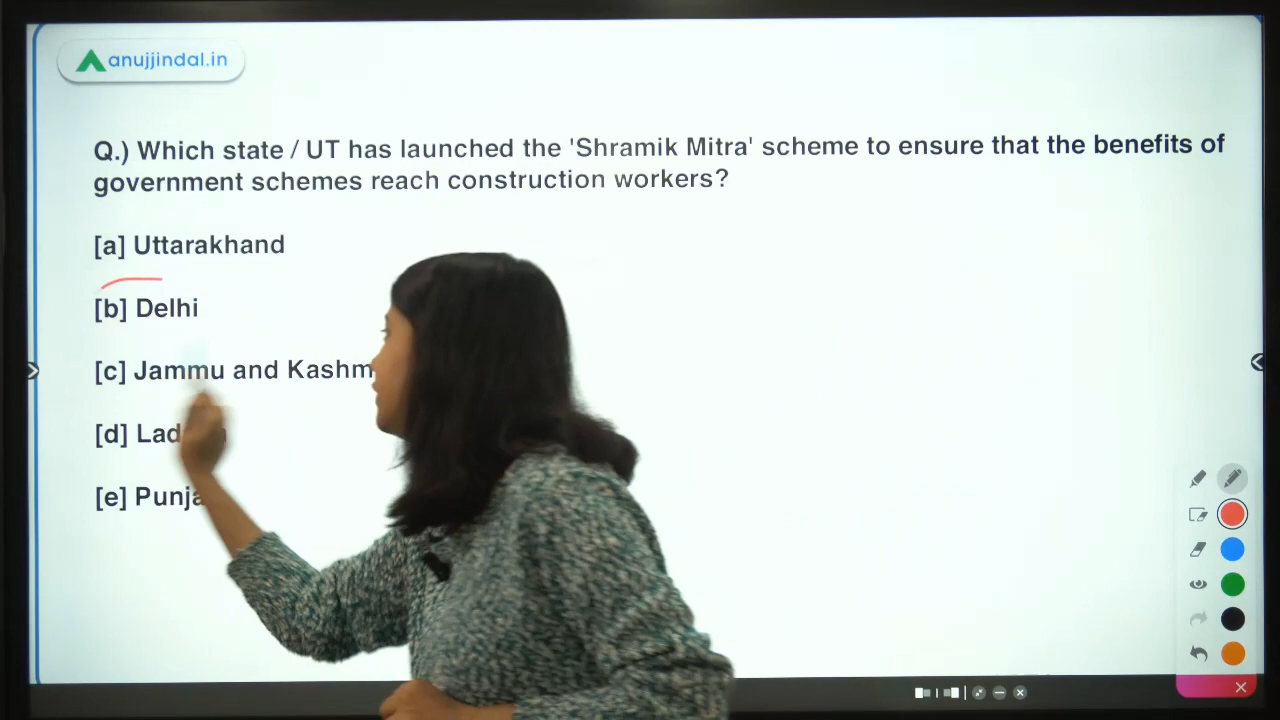 anujjindal.in
Q.) Which state / UT has launched the 'Shramik Mitra' scheme to ensure that the benefits of
government schemes reach construction workers?
[a] Uttarakhand
[b] Delhi
[c] Jammu and Kashm
[d] Lad
[e] Punja